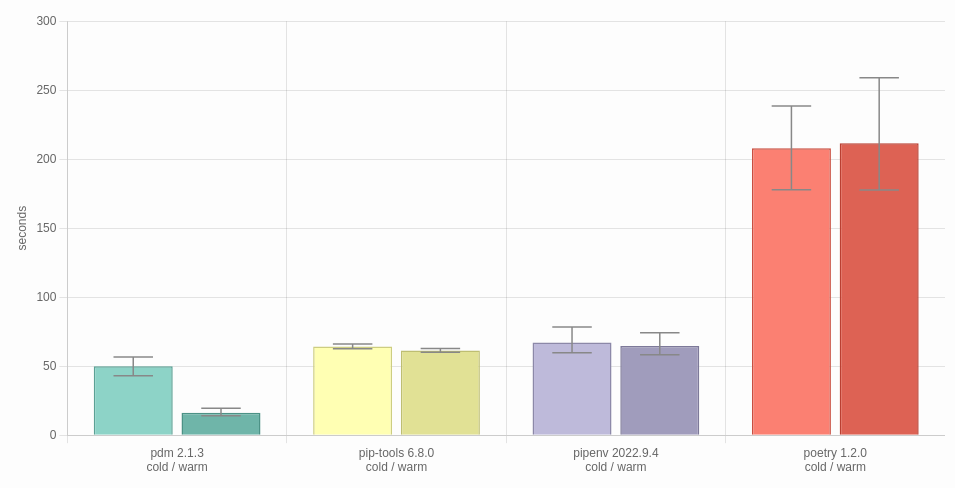 300
250
200
150
100
50
0
seconds
pdm 2.1.3
cold / warm
pip-tools 6.8.0
cold / warm
pipenv 2022.9.4
cold / warm
poetry 1.2.0
cold / warm